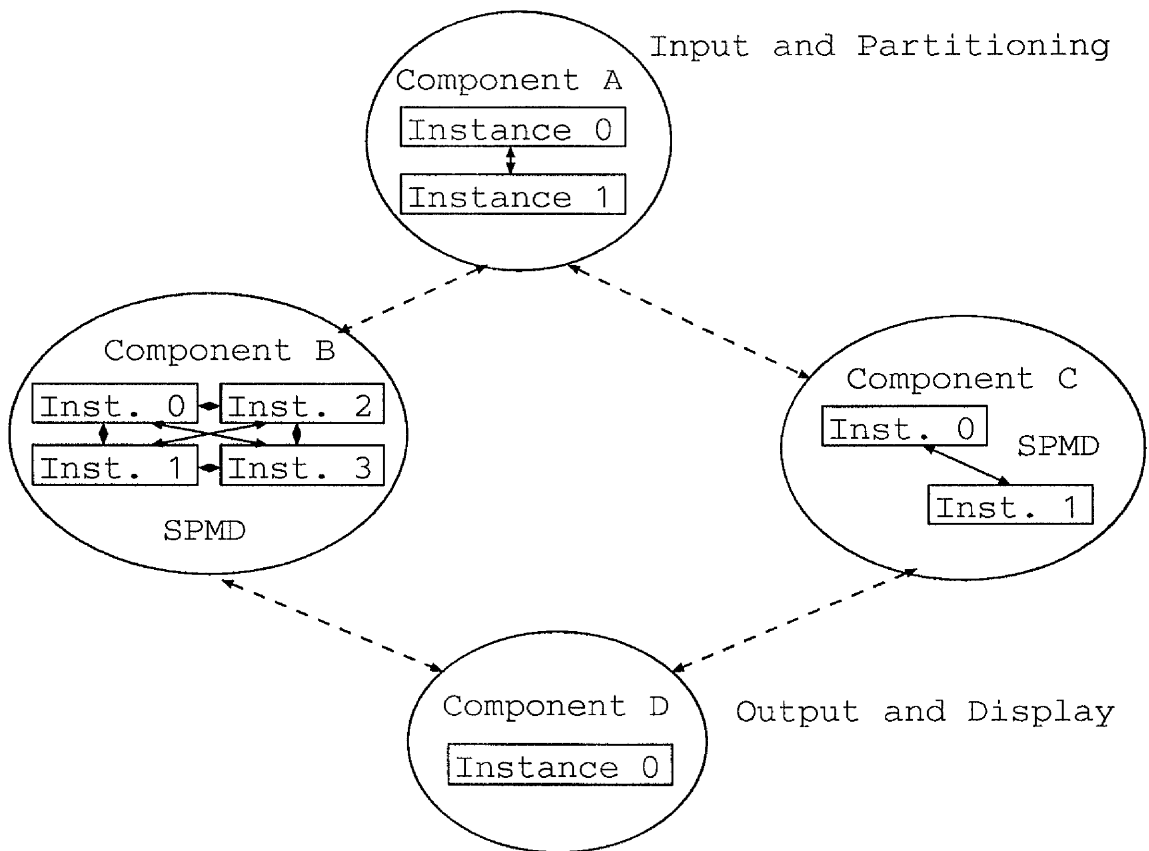 Input and Partitioning
Component A
Instance 0
Instance 1
Component B
Inst. 0
Inst. 2
Inst. 1
Inst. 3
SPMD
Component C
Inst. 0
SPMD
Inst. 1
Component D
Instance 0
Output and Display